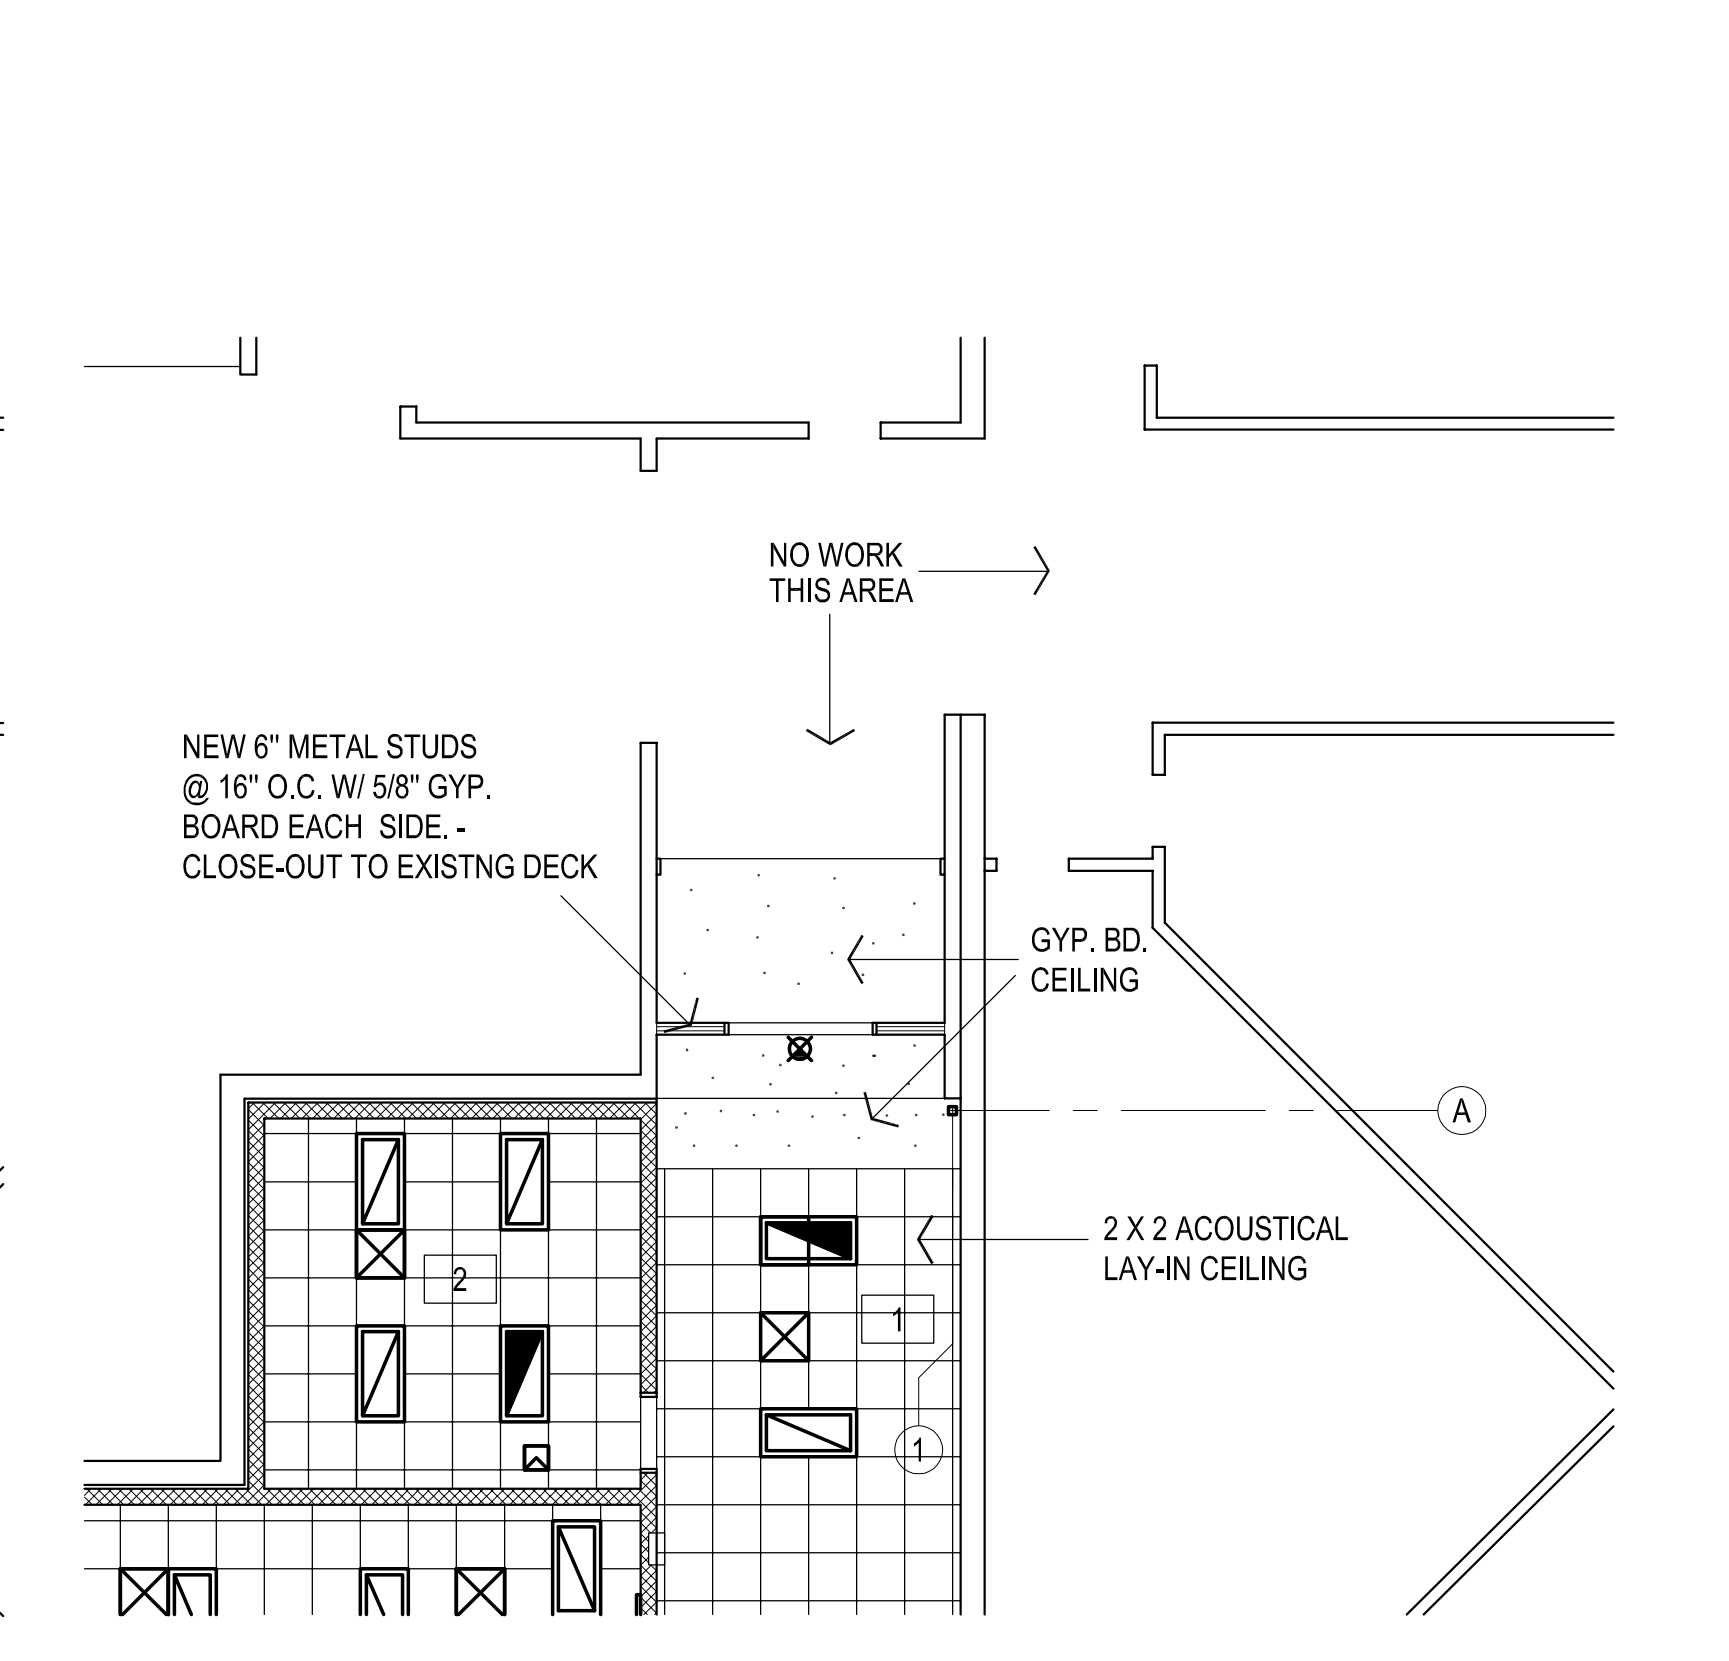 NO WORK
THIS AREA
NEW 6" METAL STUDS
@ 16" O.C. W/ 5/8" GYP.
BOARD EACH SIDE. -
CLOSE-OUT TO EXISTNG DECK
GYP. BD.
CEILING
A
2 X 2 ACOUSTICAL
LAY-IN CEILING
2
1
1